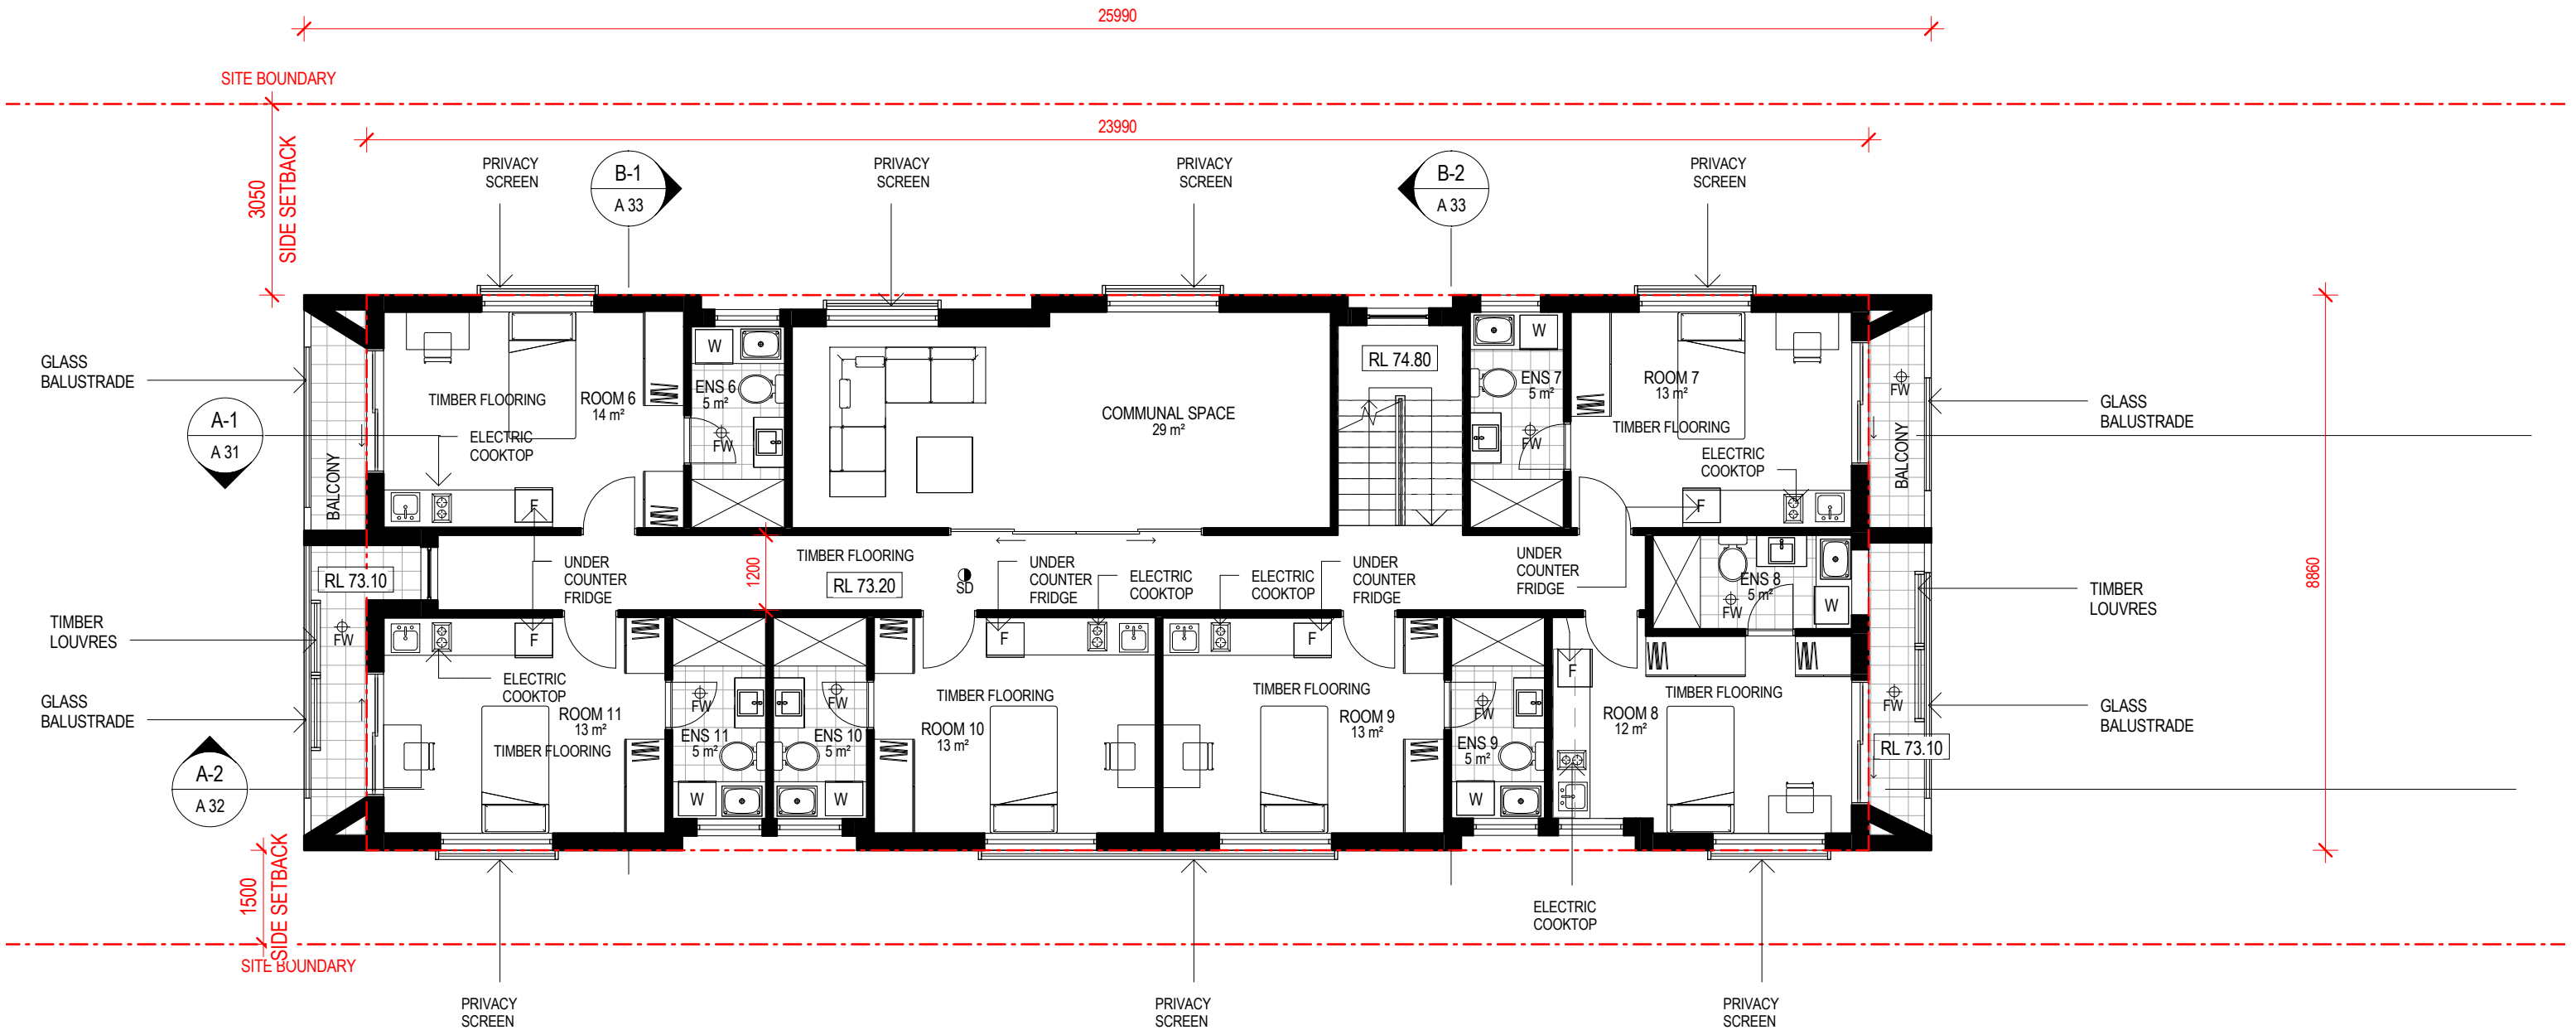 25990
SITE BOUNDARY
23990
3050
SIDE SETBACK
PRIVACY
SCREEN
B-1
A 33
PRIVACY
SCREEN
PRIVACY
SCREEN
B-2
A 33
PRIVACY
SCREEN
GLASS
BALUSTRADE
A-1
A 31
BALCONY
TIMBER FLOORING
ROOM 6
14 m²
ELECTRIC
COOKTOP
F
W
ENS 6
5 m²
FW
COMMUNAL SPACE
29 m²
RL 74.80
W
ENS 7
5 m²
FW
ROOM 7
13 m²
TIMBER FLOORING
ELECTRIC
COOKTOP
F
FW
BALCONY
GLASS
BALUSTRADE
RL 73.10
UNDER
COUNTER
FRIDGE
1200
TIMBER FLOORING
RL 73.20
SD
UNDER
COUNTER
FRIDGE
ELECTRIC
COOKTOP
ELECTRIC
COOKTOP
UNDER
COUNTER
FRIDGE
UNDER
COUNTER
FRIDGE
ENS 8
5 m²
FW
W
8860
TIMBER
LOUVRES
FW
TIMBER
LOUVRES
GLASS
BALUSTRADE
F
ELECTRIC
COOKTOP
ROOM 11
13 m²
TIMBER FLOORING
FW
ENS 11
5 m²
W
FW
ENS 10
5 m²
W
F
TIMBER FLOORING
ROOM 10
13 m²
F
TIMBER FLOORING
ROOM 9
13 m²
FW
ENS 9
5 m²
W
F
TIMBER FLOORING
ROOM 8
12 m²
FW
GLASS
BALUSTRADE
RL 73.10
A-2
A 32
1500
SIDE SETBACK
ELECTRIC
COOKTOP
SITE BOUNDARY
PRIVACY
SCREEN
PRIVACY
SCREEN
PRIVACY
SCREEN